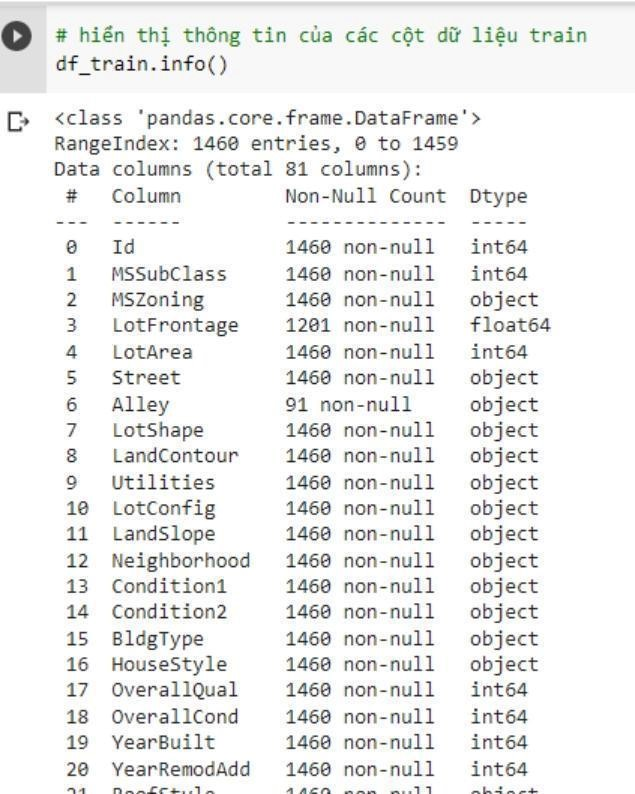 # hiển thị thông tin của các cột dữ liệu train
df_train.info()
<class 'pandas.core.frame.DataFrame'>
RangeIndex: 1460 entries, 0 to 1459
Data columns (total 81 columns):
 #   Column         Non-Null Count  Dtype
---  ------         --------------  -----
 0   Id             1460 non-null   int64
 1   MSSubClass     1460 non-null   int64
 2   MSZoning       1460 non-null   object
 3   LotFrontage    1201 non-null   float64
 4   LotArea        1460 non-null   int64
 5   Street         1460 non-null   object
 6   Alley          91 non-null     object
 7   LotShape       1460 non-null   object
 8   LandContour    1460 non-null   object
 9   Utilities      1460 non-null   object
 10  LotConfig      1460 non-null   object
 11  LandSlope      1460 non-null   object
 12  Neighborhood   1460 non-null   object
 13  Condition1     1460 non-null   object
 14  Condition2     1460 non-null   object
 15  BldgType       1460 non-null   object
 16  HouseStyle     1460 non-null   object
 17  OverallQual    1460 non-null   int64
 18  OverallCond    1460 non-null   int64
 19  YearBuilt      1460 non-null   int64
 20  YearRemodAdd   1460 non-null   int64
 21  RoofStyle      1460 non-null   object